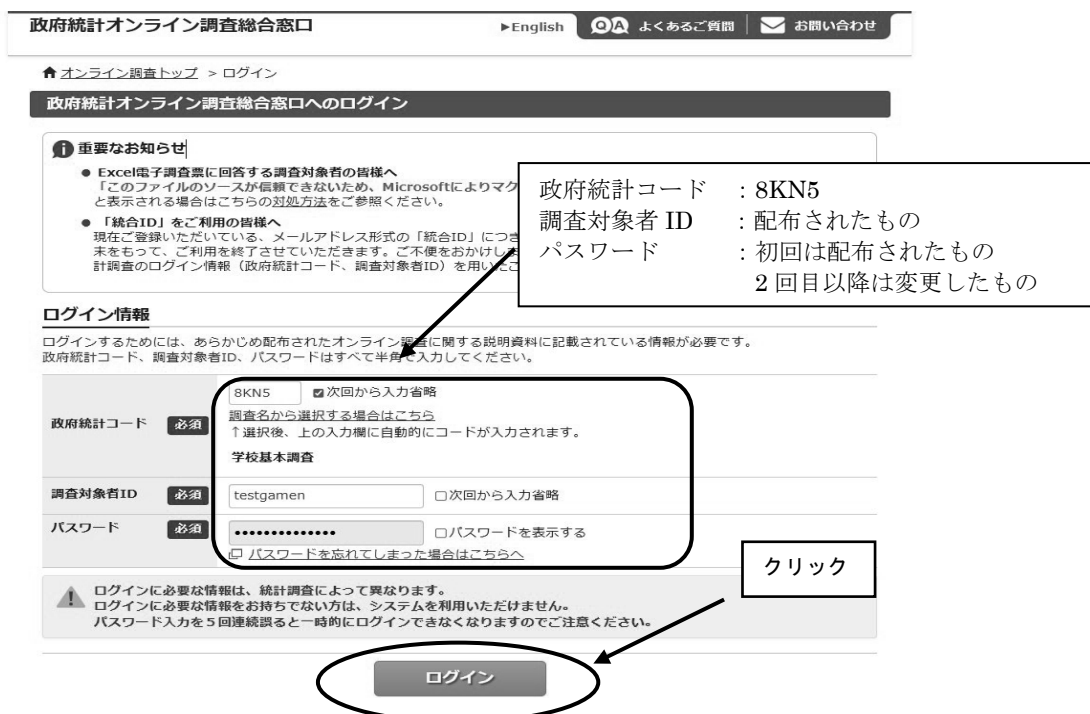 政府統計オンライン調査総合窓口
▶English
QA よくあるご質問
お問い合わせ
オンライン調査トップ > ログイン
政府統計オンライン調査総合窓口へのログイン
重要なお知らせ
● Excel電子調査票に回答する調査対象者の皆様へ
「このファイルのソースが信頼できないため、Microsoftによりマク
と表示される場合はこちらの対処方法をご参照ください。
● 「統合ID」をご利用の皆様へ
現在ご登録いただいている、メールアドレス形式の「統合ID」につき
末をもって、ご利用を終了させていただきます。ご不便をおかけしま
計調査のログイン情報（政府統計コード、調査対象者ID）を用いたご
政府統計コード ：8KN5
調査対象者 ID ：配布されたもの
パスワード ：初回は配布されたもの
2 回目以降は変更したもの
ログイン情報
ログインするためには、あらかじめ配布されたオンライン調査に関する説明資料に記載されている情報が必要です。
政府統計コード、調査対象者ID、パスワードはすべて半角で入力してください。
政府統計コード 必須
8KN5 ☑次回から入力省略
調査名から選択する場合はこちら
↑選択後、上の入力欄に自動的にコードが入力されます。
学校基本調査
調査対象者ID 必須 testgamen □次回から入力省略
パスワード 必須 ●●●●●●●●●●●●●● □パスワードを表示する
パスワードを忘れてしまった場合はこちらへ
クリック
ログインに必要な情報は、統計調査によって異なります。
ログインに必要な情報をお持ちでない方は、システムを利用いただけません。
パスワード入力を５回連続誤ると一時的にログインできなくなりますのでご注意ください。
ログイン